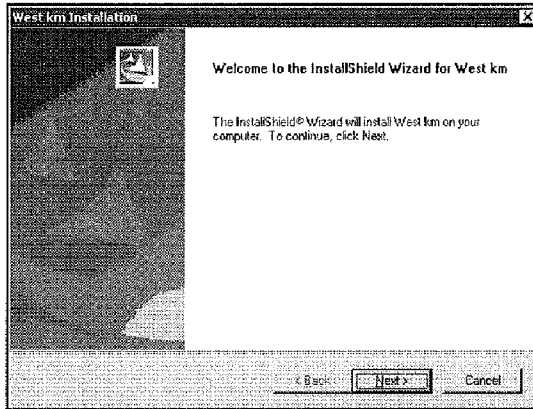 West km Installation
Welcome to the InstallShield Wizard for West km
The InstallShield® Wizard will install West km on your
computer. To continue, click Next.
< Back
Next >
Cancel